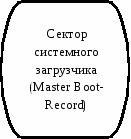 Сектор
системного
загрузчика
(Master Boot-
Record)